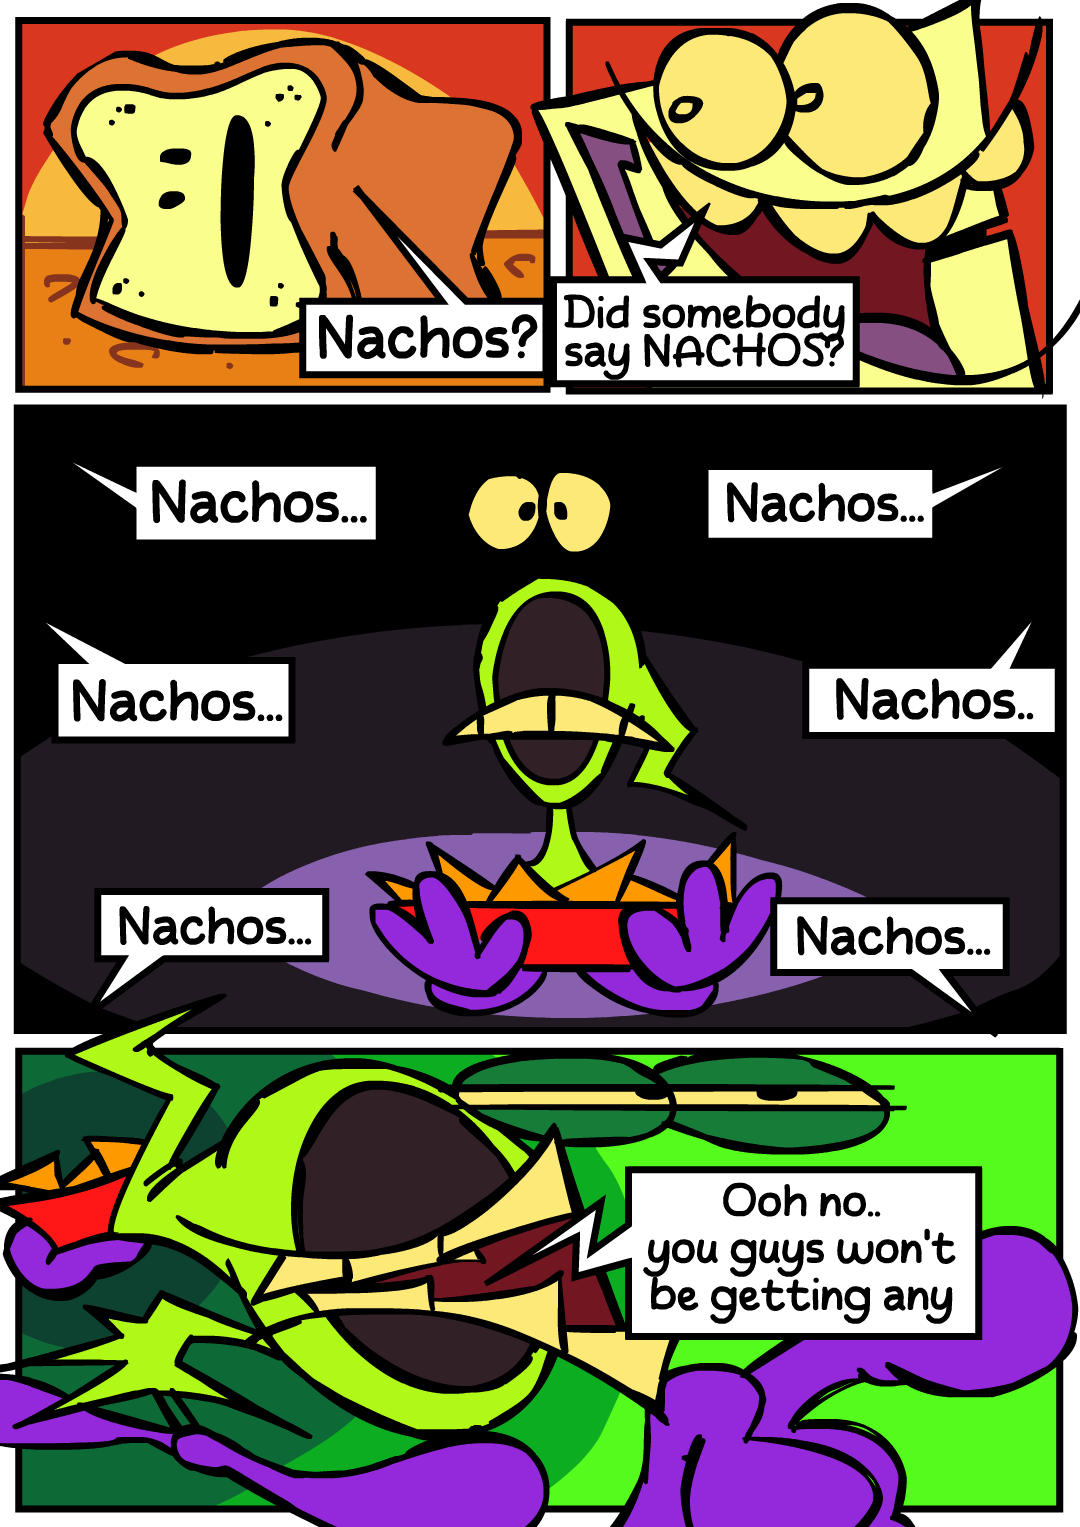 Nachos?
Did somebody
say NACHOS?
Nachos...
Nachos...
Nachos...
Nachos..
Nachos...
Nachos...
Ooh no..
you guys won't
be getting any